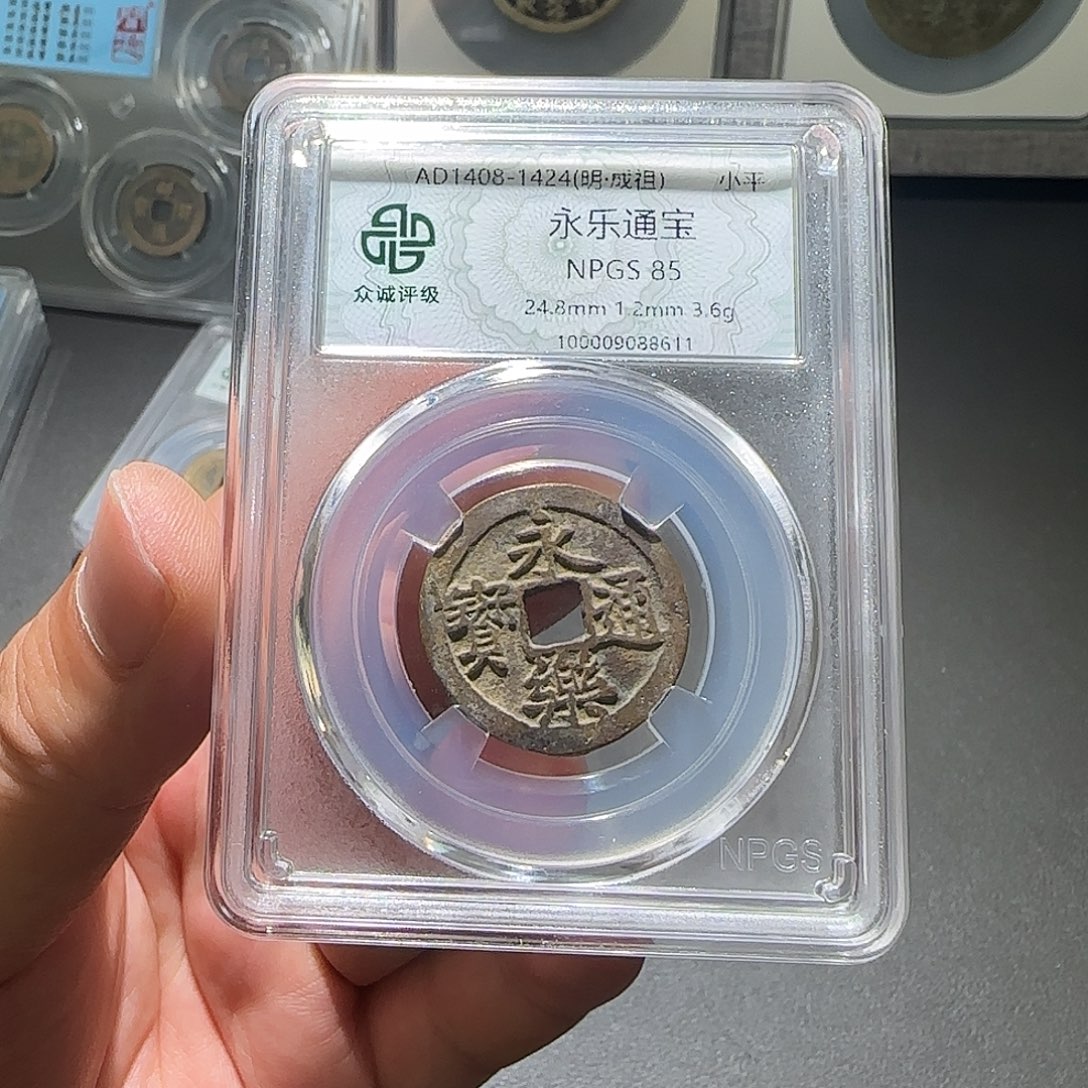 AD1408-1424(明·成祖) 小平
永乐通宝
NPGS 85
众诚评级
24.8mm 1.2mm 3.6g
100009088611
永樂通寶
NPGS